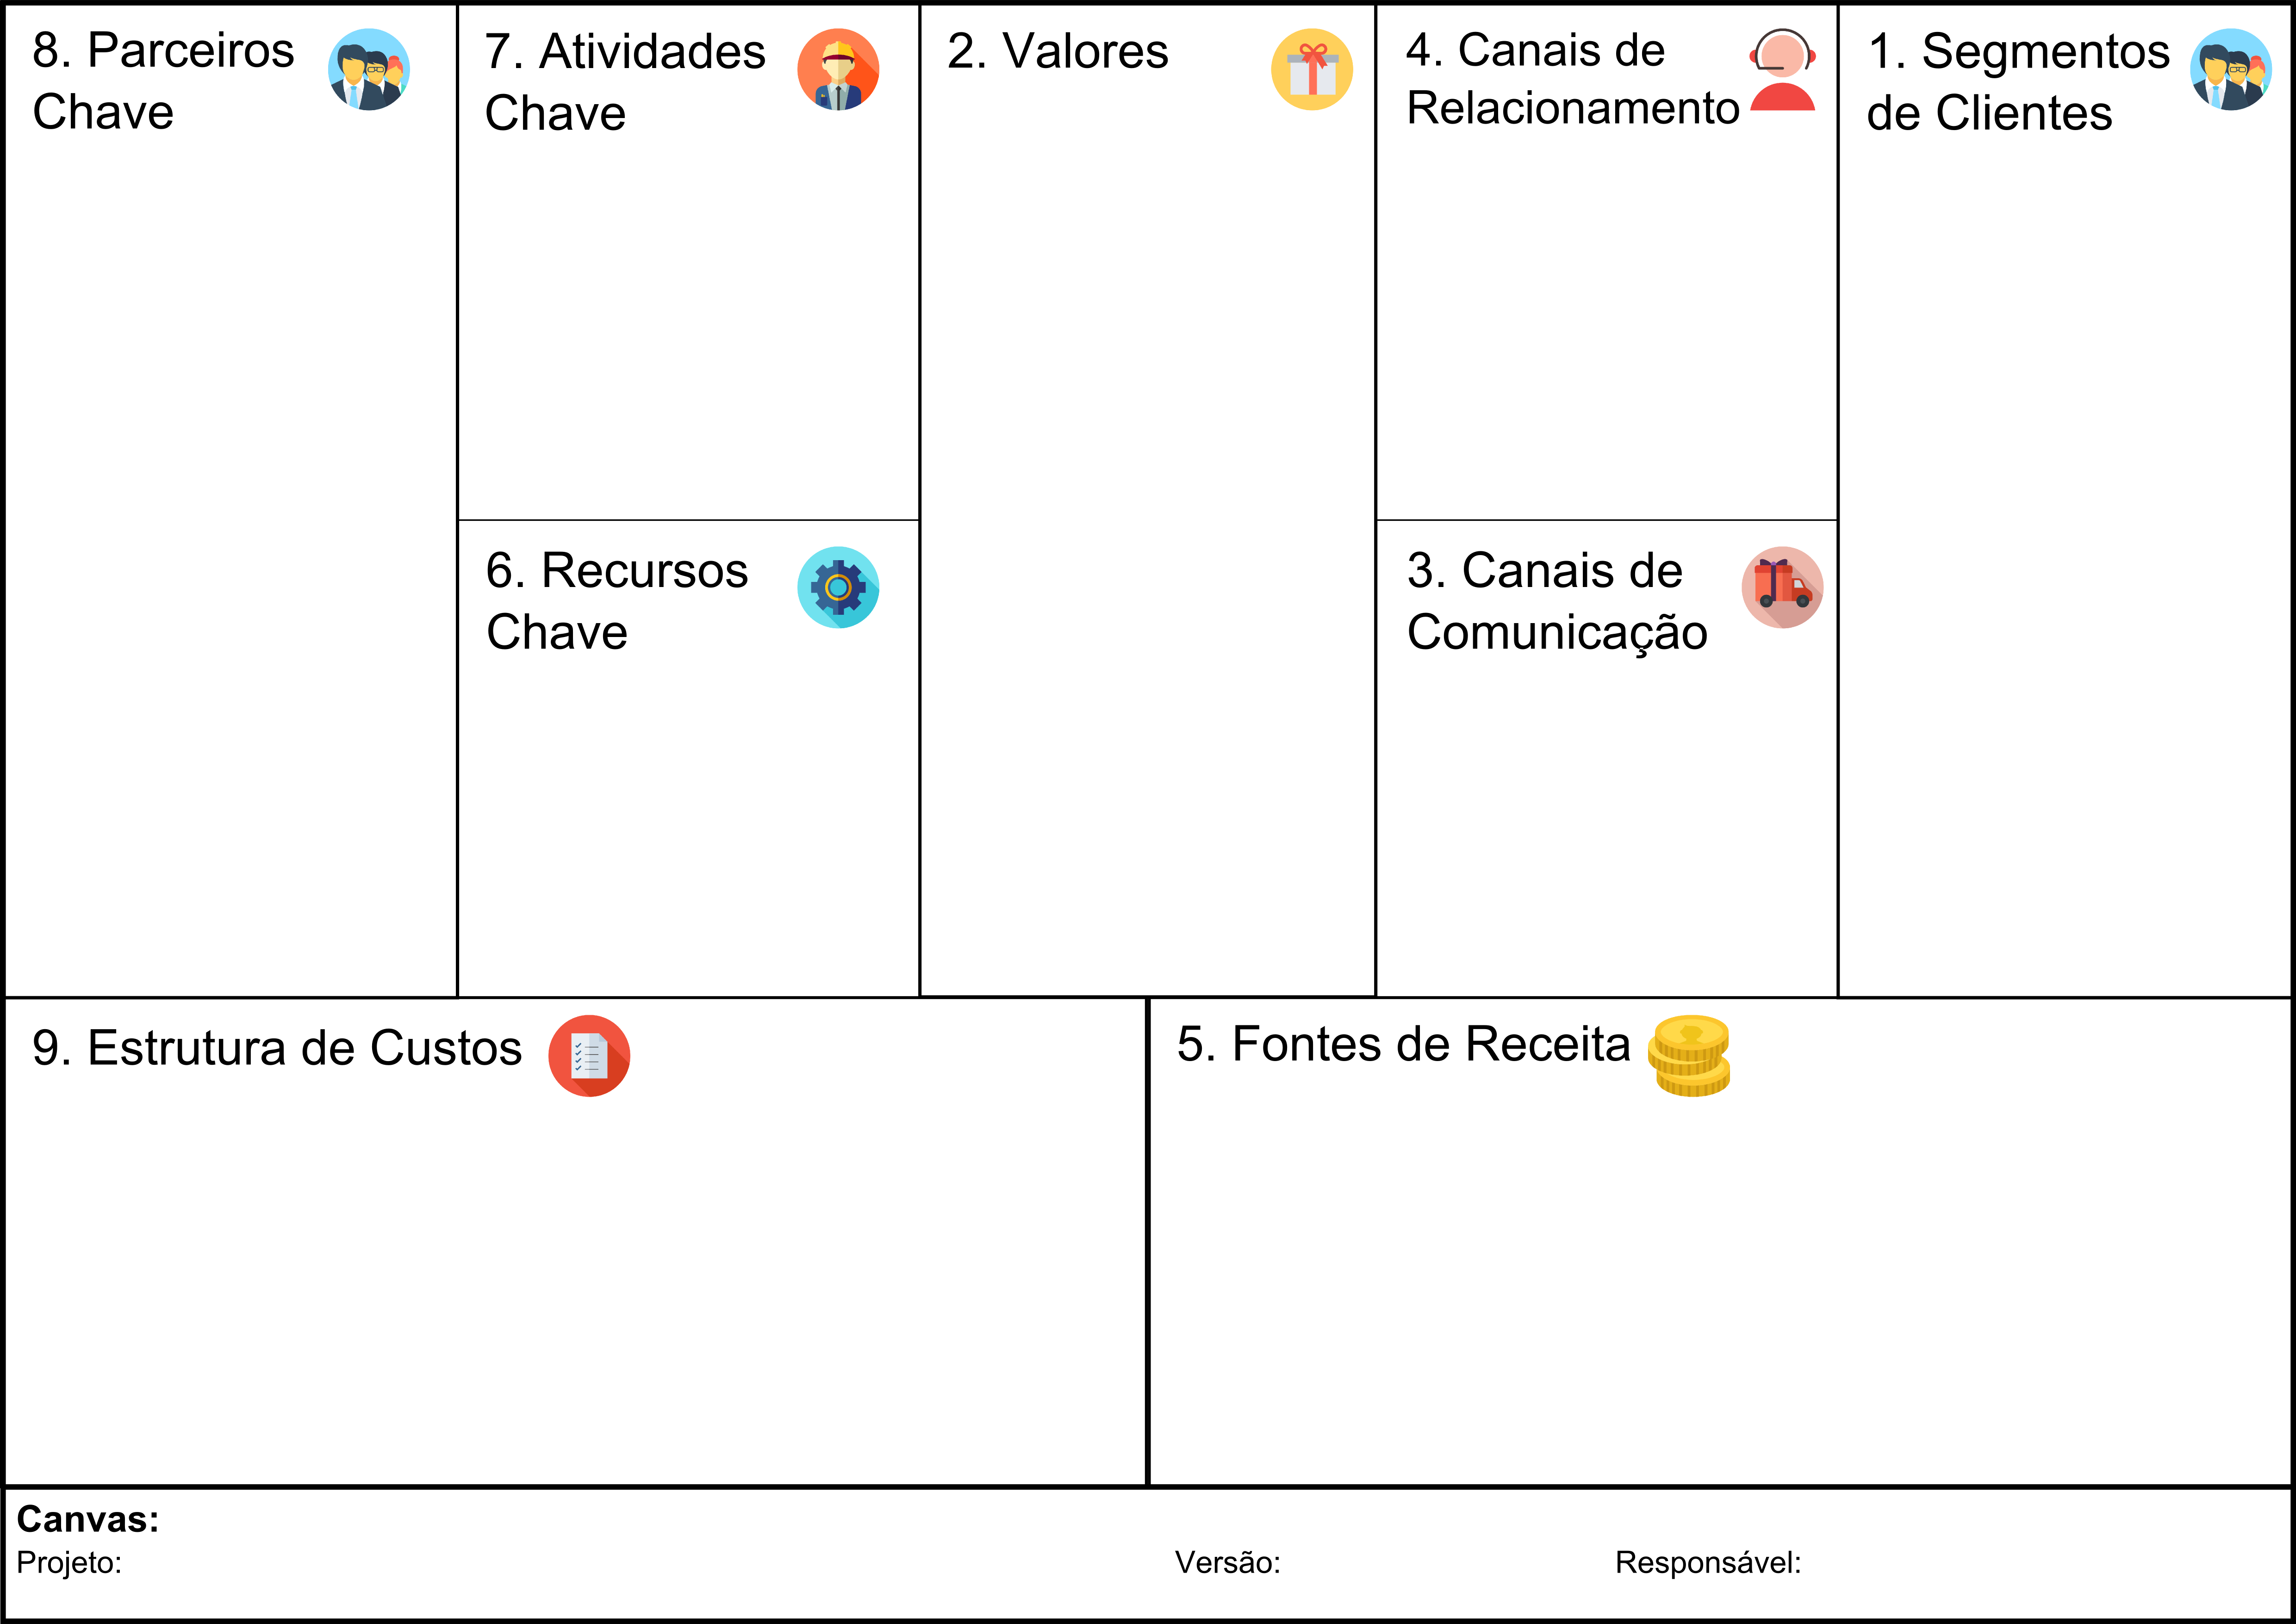 8. Parceiros
Chave
7. Atividades
Chave
2. Valores
4. Canais de
Relacionamento
1. Segmentos
de Clientes
6. Recursos
Chave
3. Canais de
Comunicação
9. Estrutura de Custos
5. Fontes de Receita
Canvas:
Projeto:
Versão:
Responsável: